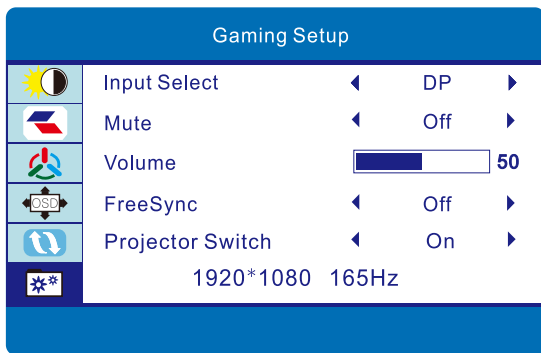 Gaming Setup
Input Select DP
Mute Off
Volume 50
FreeSync Off
OSD
Projector Switch On
1920*1080 165Hz